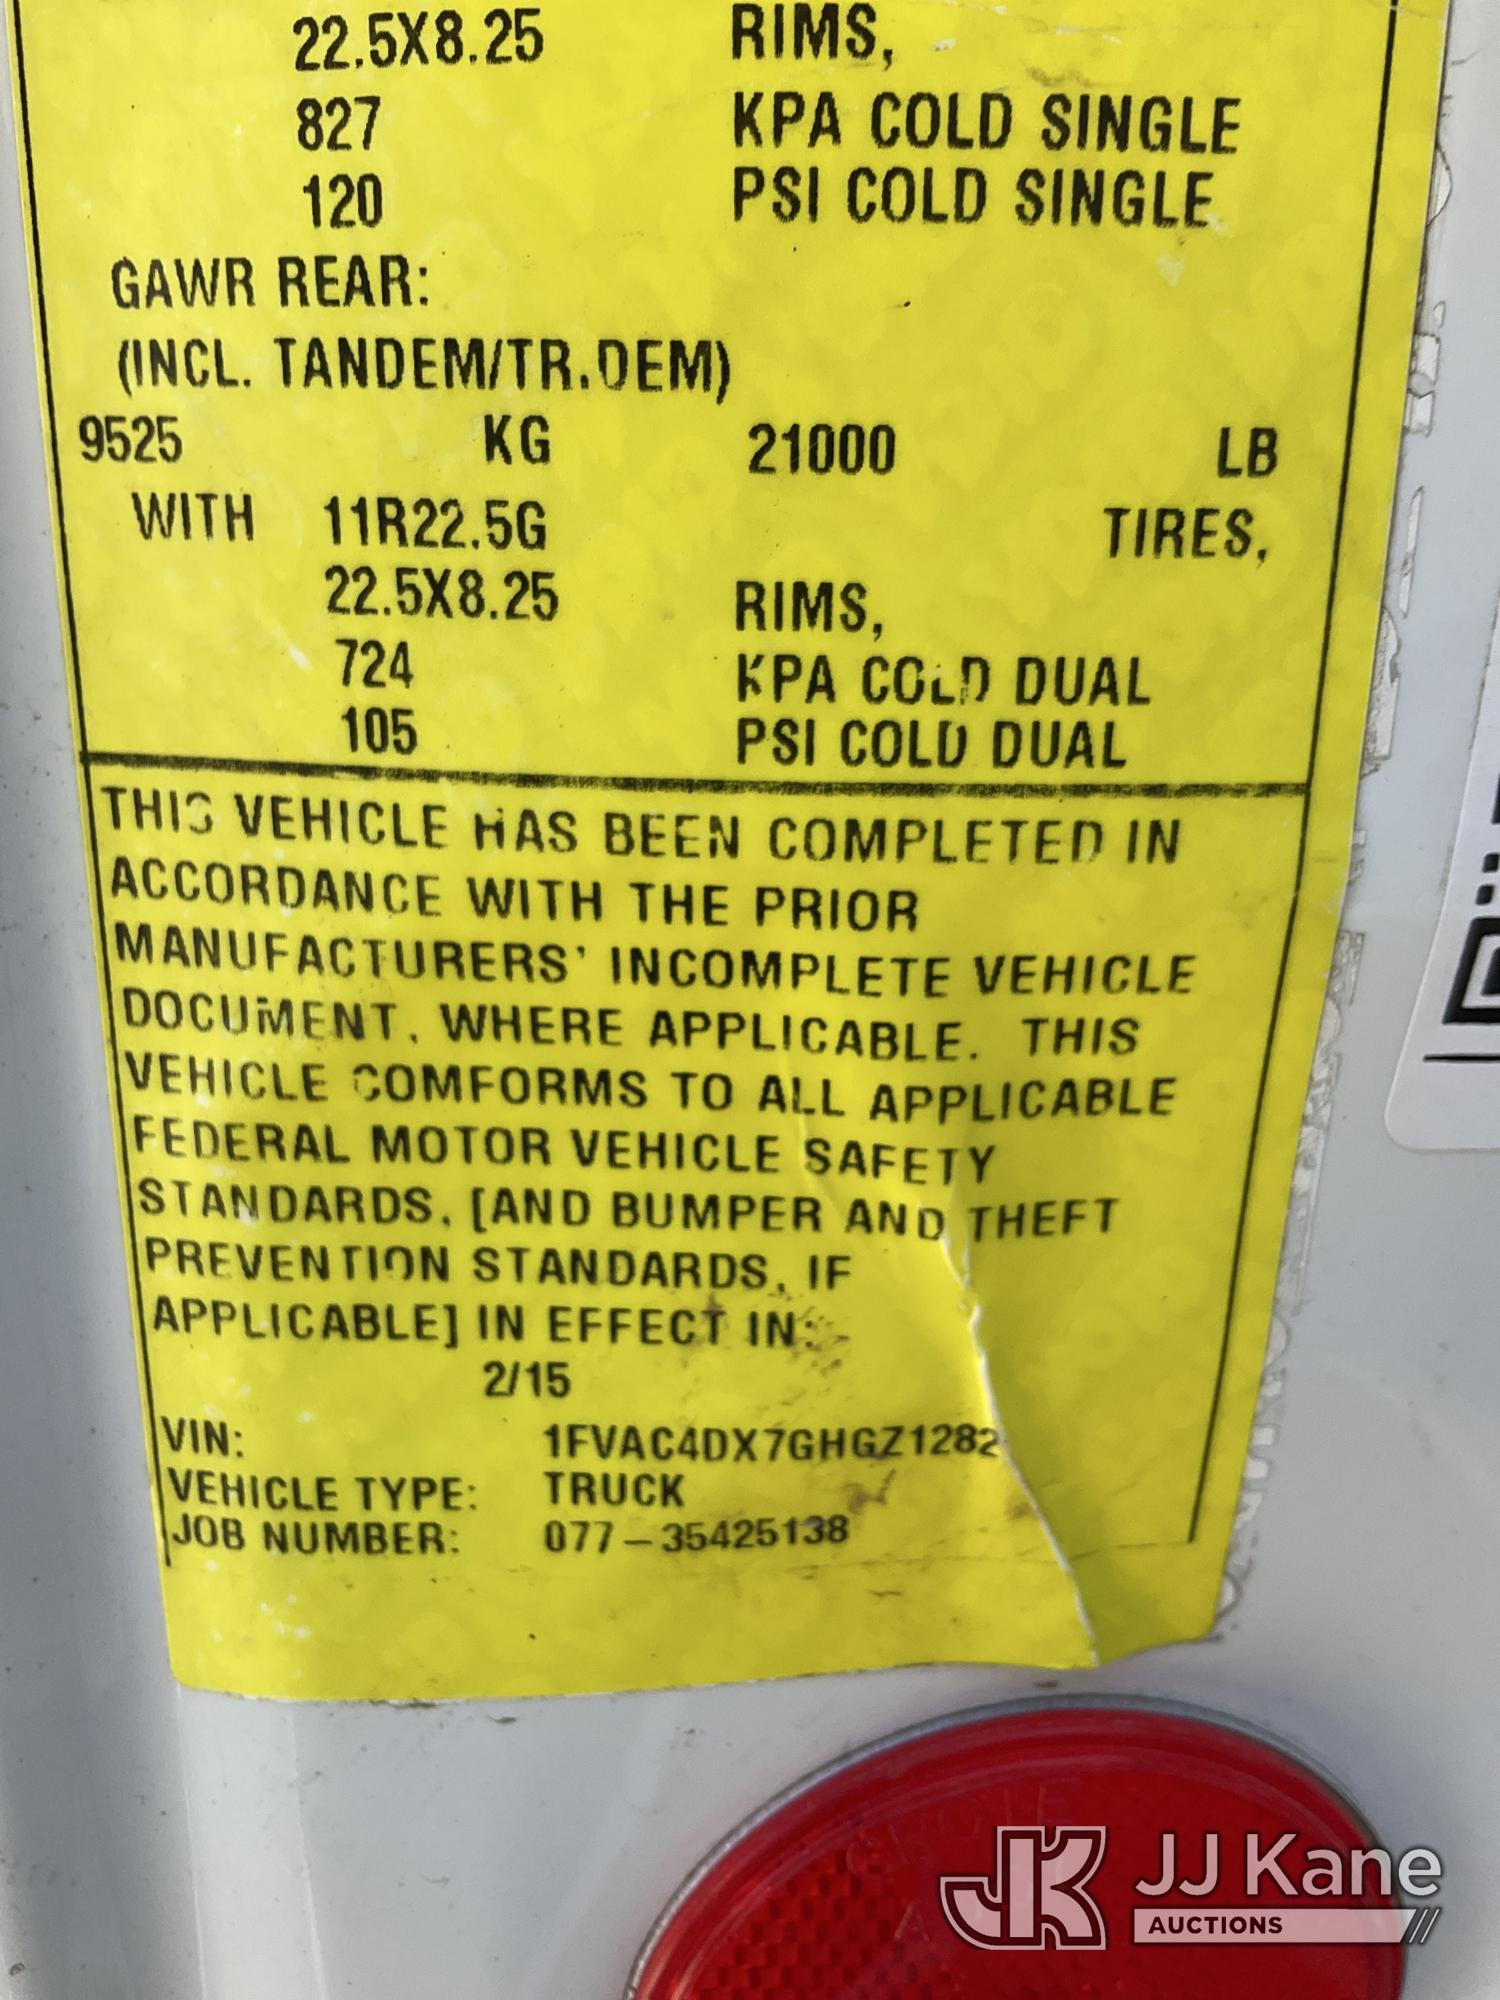 22.5X8.25 RIMS,
827 KPA COLD SINGLE
120 PSI COLD SINGLE
GAWR REAR:
(INCL. TANDEM/TR.OEM)
9525 KG 21000 LB
WITH 11R22.5G TIRES,
22.5X8.25 RIMS,
724 KPA COLD DUAL
105 PSI COLD DUAL
THIS VEHICLE HAS BEEN COMPLETED IN
ACCORDANCE WITH THE PRIOR
MANUFACTURERS' INCOMPLETE VEHICLE
DOCUMENT, WHERE APPLICABLE. THIS
VEHICLE COMFORMS TO ALL APPLICABLE
FEDERAL MOTOR VEHICLE SAFETY
STANDARDS, [AND BUMPER AND THEFT
PREVENTION STANDARDS, IF
APPLICABLE] IN EFFECT IN:
2/15
VIN: 1FVAC4DX7GHGZ1282
VEHICLE TYPE: TRUCK
JOB NUMBER: 077-35425138
JK JJ Kane
AUCTIONS